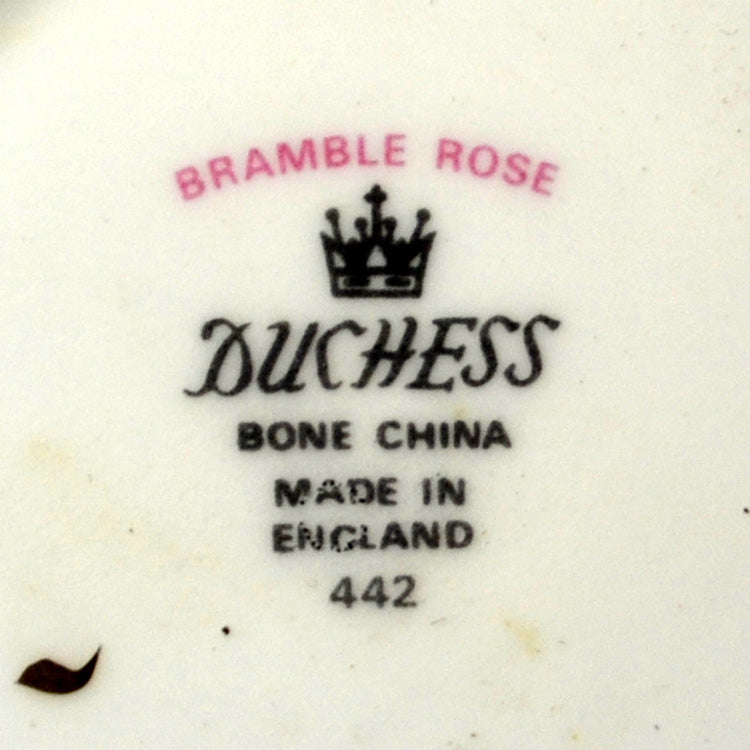 BRAMBLE ROSE
DUCHESS
BONE CHINA
MADE IN
ENGLAND
442